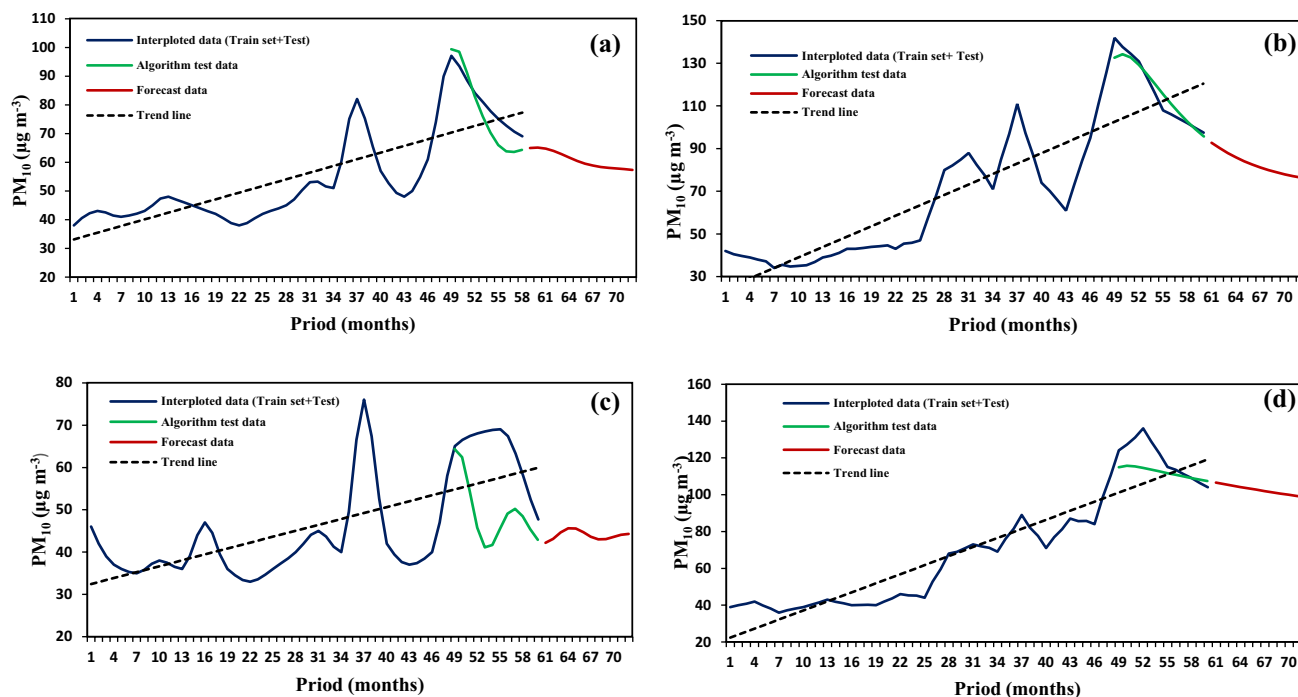 110
100
90
80
70
60
50
40
30
20
PM10 (µg m-3)
(a)
Interploted data (Train set+Test)
Algorithm test data
Forecast data
Trend line
1 4 7 10 13 16 19 22 25 28 31 34 37 40 43 46 49 52 55 58 61 64 67 70
Priod (months)
150
130
110
90
70
50
30
PM10 (µg m-3)
(b)
Interploted data (Train set+ Test)
Algorithm test data
Forecast data
Trend line
1 4 7 10 13 16 19 22 25 28 31 34 37 40 43 46 49 52 55 58 61 64 67 70
Priod (months)
80
70
60
50
40
30
20
PM10 (µg m-3)
(c)
Interploted data (Train set+Test)
Algorithm test data
Forecast data
Trend line
1 4 7 10 13 16 19 22 25 28 31 34 37 40 43 46 49 52 55 58 61 64 67 70
Priod (months)
160
140
120
100
80
60
40
20
PM10 (µg m-3)
(d)
Interploted data (Train set+Test)
Algorithm test data
Forecast data
Trend line
1 4 7 10 13 16 19 22 25 28 31 34 37 40 43 46 49 52 55 58 61 64 67 70
Priod (months)